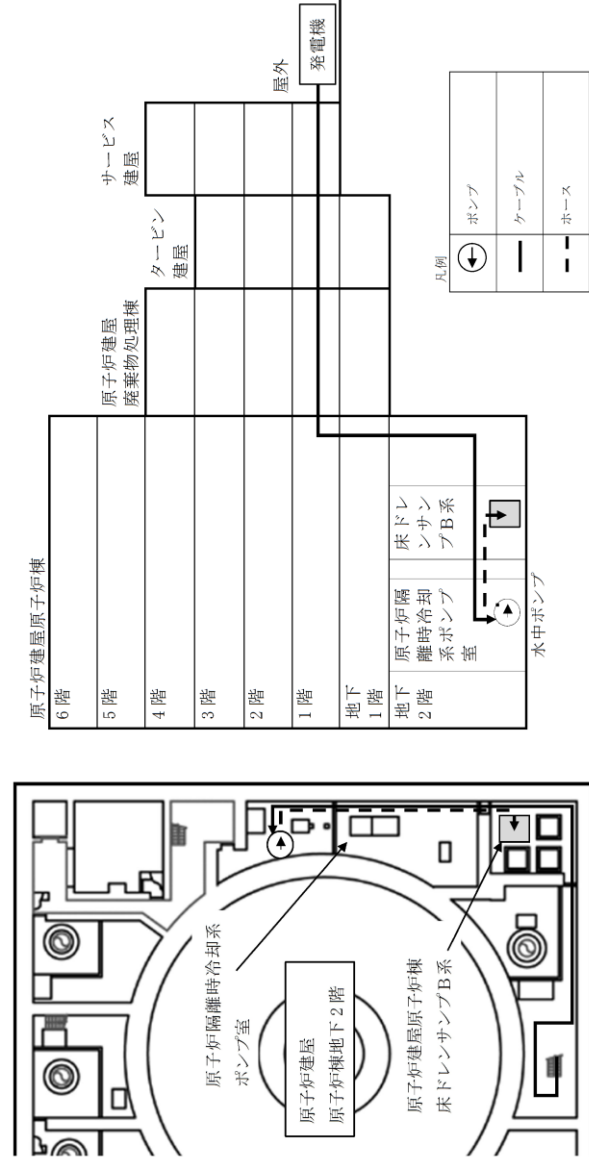 原子炉建屋原子炉棟
6階
5階
4階
3階
2階
1階
地下
1階
地下
2階
原子炉建屋
廃棄物処理棟
タービン
建屋
サービス
建屋
屋外
発電機
原子炉隔
離時冷却
系ポンプ
室
床ドレ
ンサン
プB系
水中ポンプ
凡例
ポンプ
ケーブル
ホース
原子炉隔離時冷却系
ポンプ室
原子炉建屋
原子炉棟地下2階
原子炉建屋原子炉棟
床ドレンサンプB系